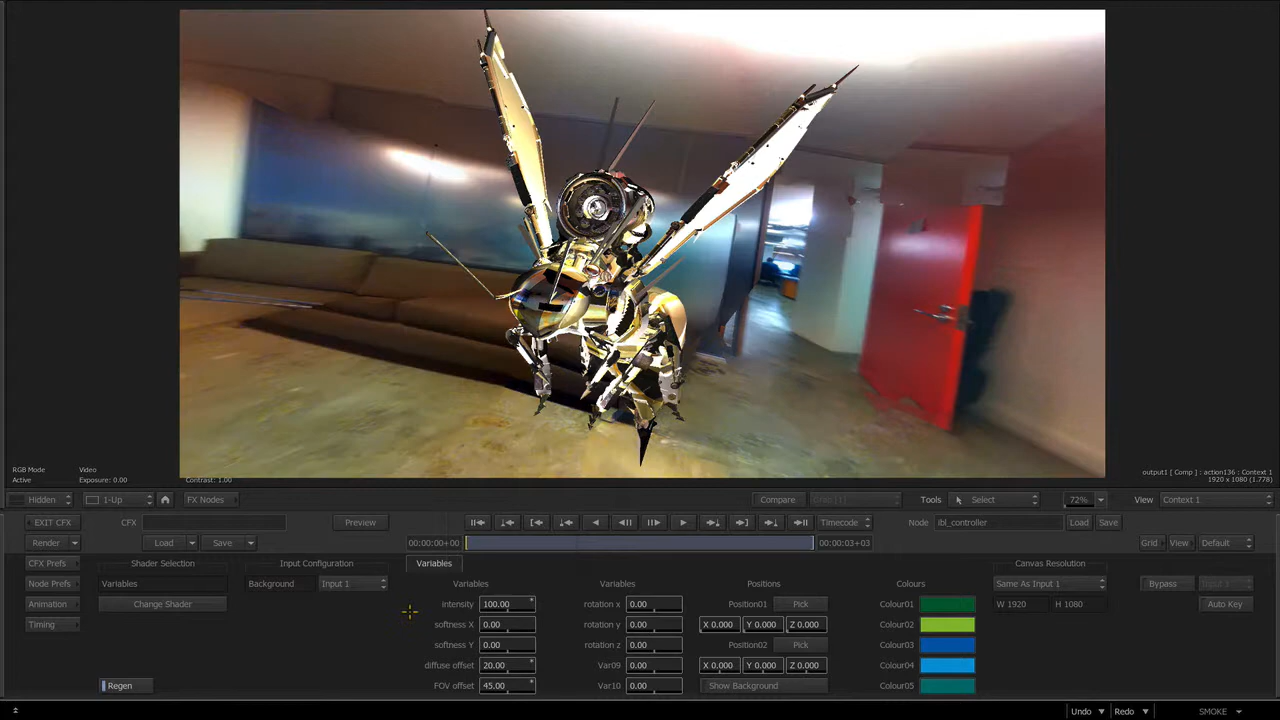 RGB Mode
Video
Active
Exposure: 0.00
Contrast: 1.00
output1 [ Comp ] : action136 : Context 1
1920 x 1080 (1.778)
Hidden
1-Up
FX Nodes
Compare
Tools
Select
72%
View
Context 1
EXIT CFX
CFX
Preview
Timecode
Node
ibl_controller
Load
Save
Render
Load
Save
00:00:00+00
00:00:03+03
Grid
View
Default
CFX Prefs
Shader Selection
Input Configuration
Variables
Canvas Resolution
Node Prefs
Variables
Background
Input 1
Variables
Variables
Positions
Colours
Same As Input 1
Bypass
Input 1
Animation
Change Shader
intensity
100.00
rotation x
0.00
Position01
Pick
Colour01
W 1920
H 1080
Auto Key
Timing
softness X
0.00
rotation y
0.00
X 0.000
Y 0.000
Z 0.000
Colour02
softness Y
0.00
rotation z
0.00
Position02
Pick
Colour03
diffuse offset
20.00
Var09
0.00
X 0.000
Y 0.000
Z 0.000
Colour04
Regen
FOV offset
45.00
Var10
0.00
Show Background
Colour05
Undo
Redo
SMOKE